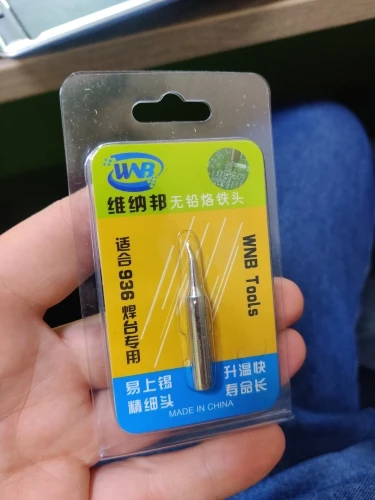 WNB
维纳邦 无铅烙铁头
适合936焊台专用
WNB Tools
易上锡
精细头
升温快
寿命长
MADE IN CHINA